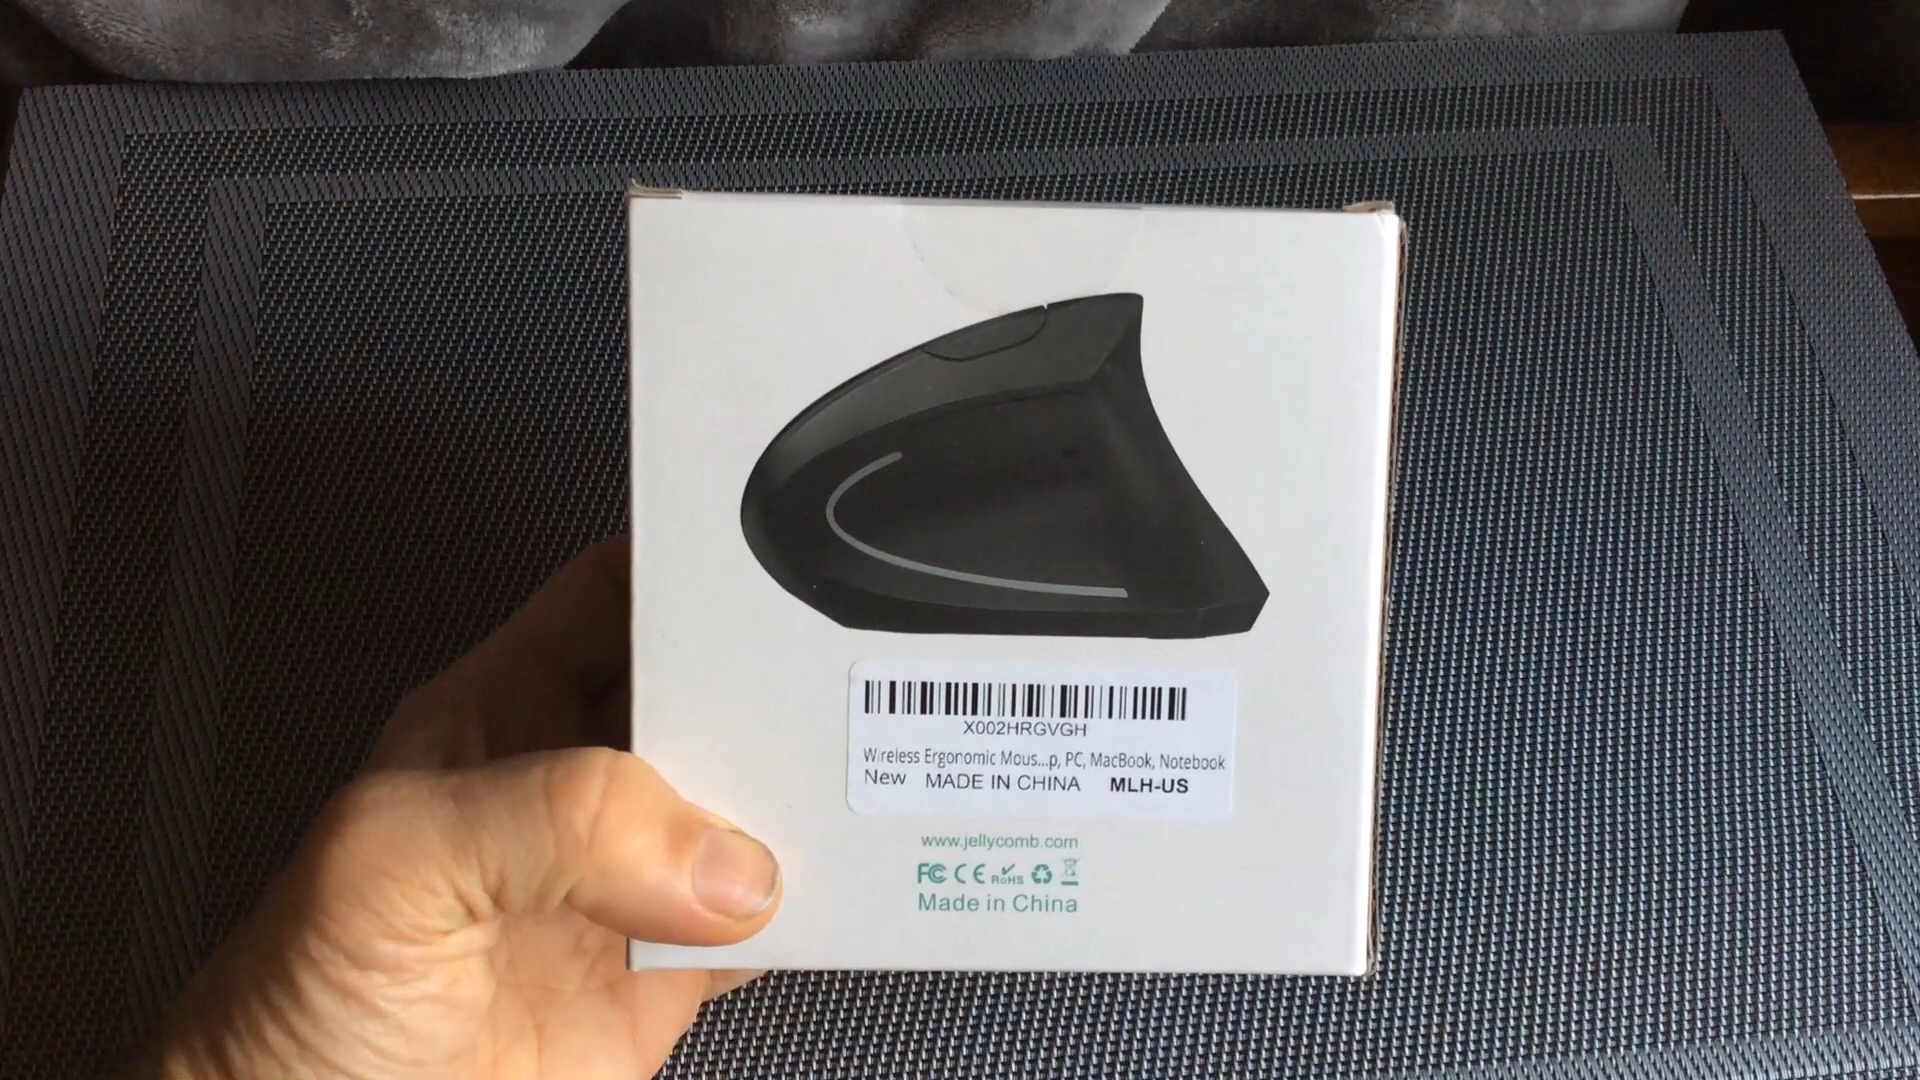 X002HRGVGH
Wireless Ergonomic Mous...p, PC, MacBook, Notebook
New MADE IN CHINA MLH-US
www.jellycomb.com
FC CE RoHS
Made in China